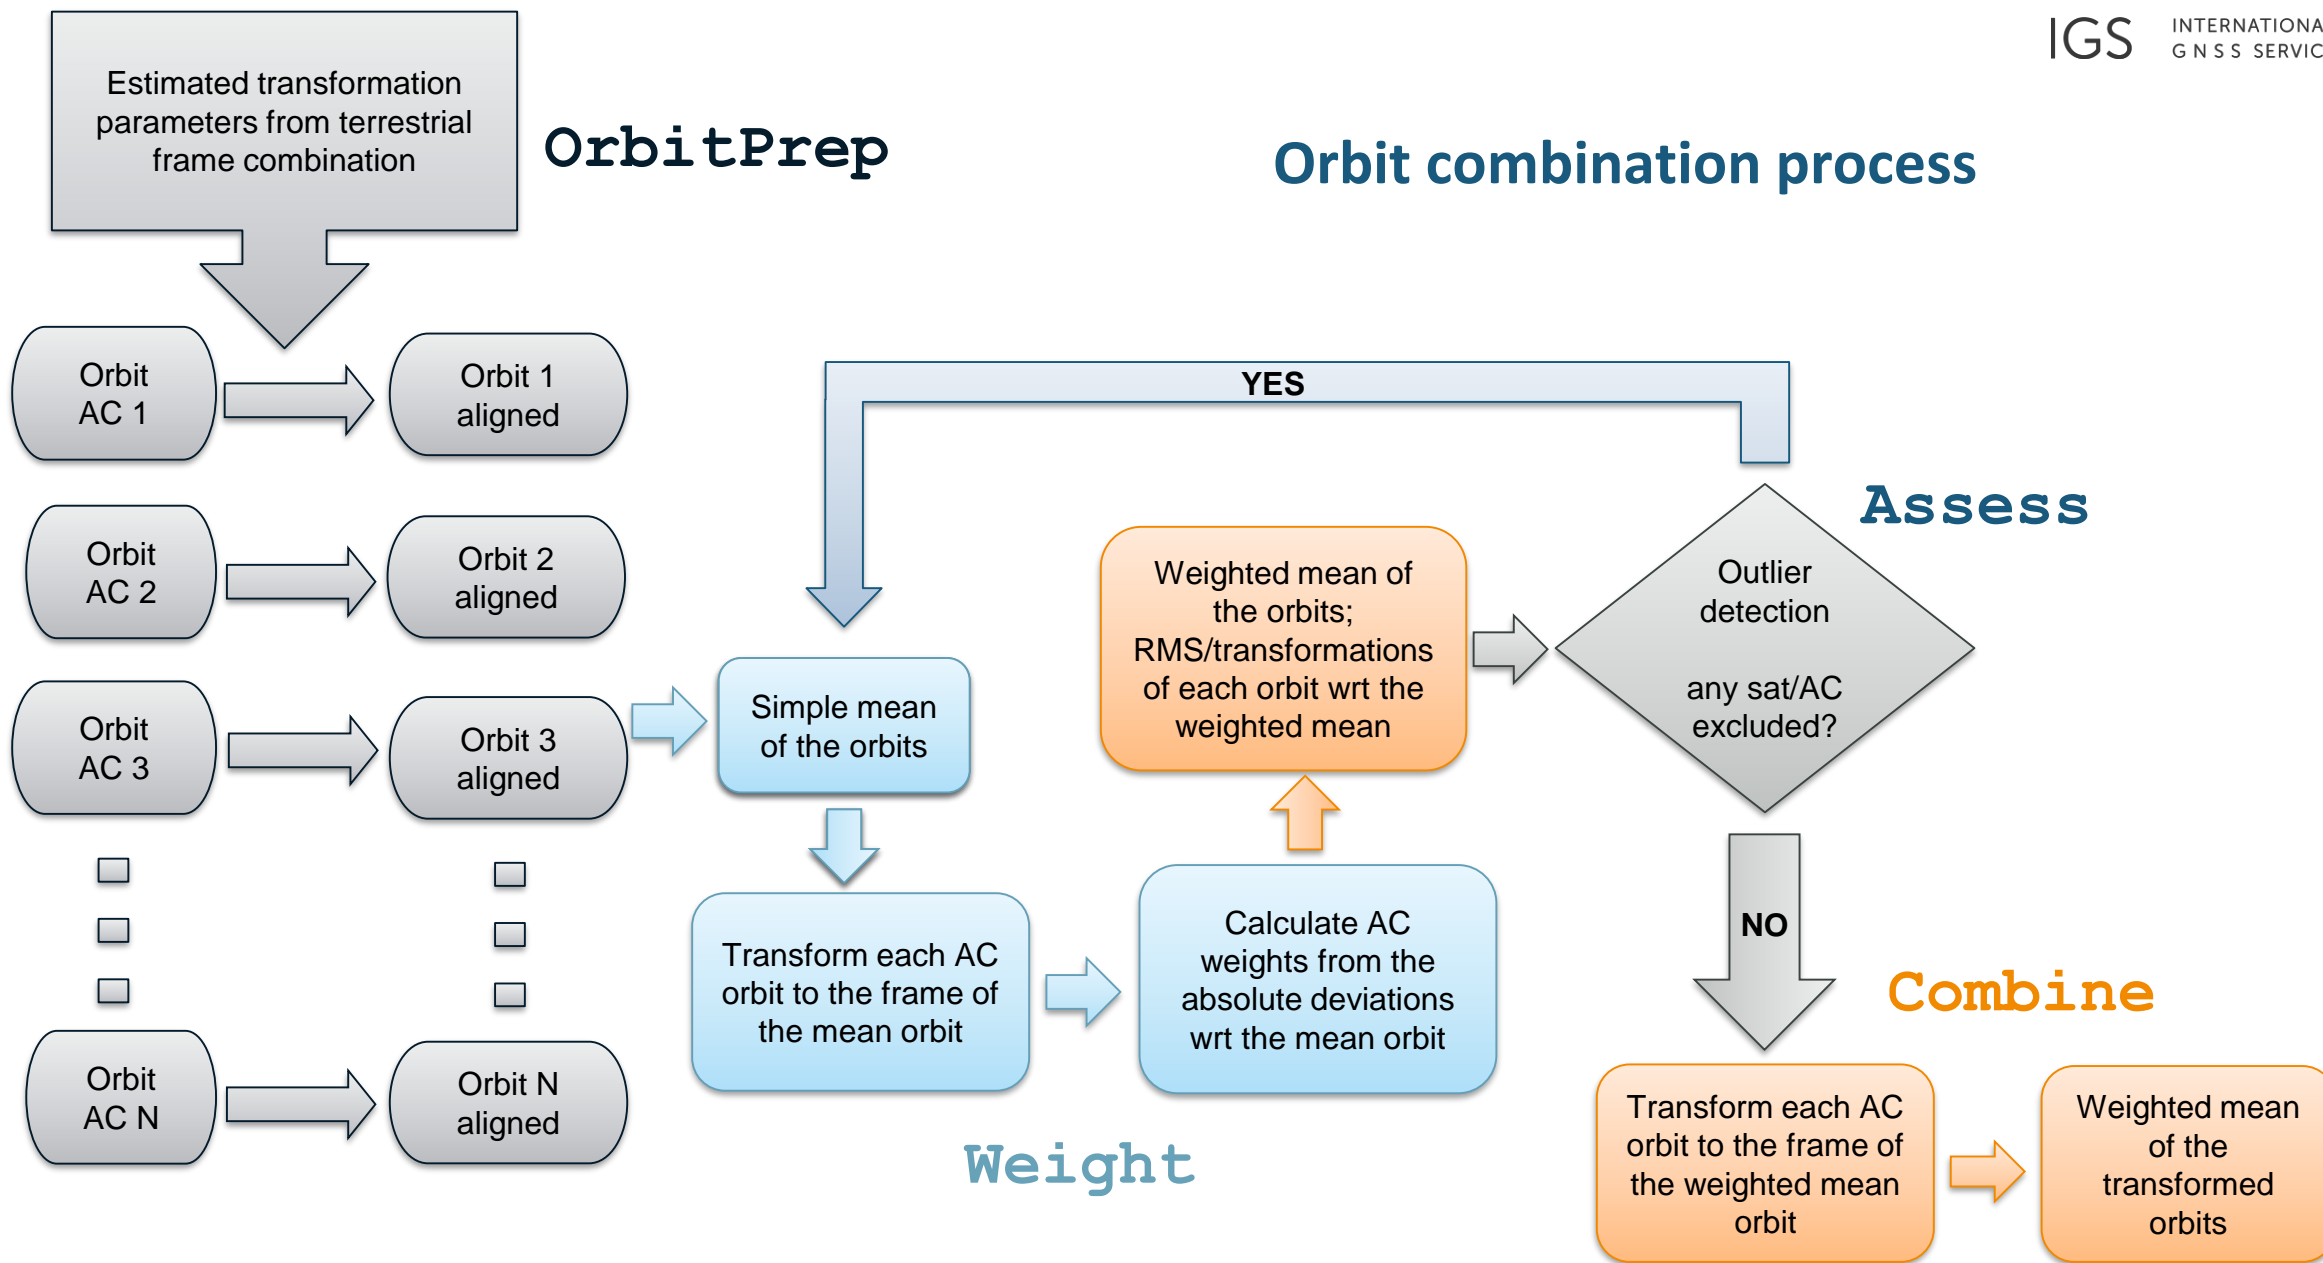 IGS
INTERNATIONA
GNSS SERVIC
Estimated transformation
parameters from terrestrial
frame combination
OrbitPrep
Orbit combination process
Orbit
AC 1
Orbit 1
aligned
YES
Orbit
AC 2
Orbit 2
aligned
Orbit
AC 3
Orbit 3
aligned
Orbit
AC N
Orbit N
aligned
Simple mean
of the orbits
Transform each AC
orbit to the frame of
the mean orbit
Calculate AC
weights from the
absolute deviations
wrt the mean orbit
Weight
Weighted mean of
the orbits;
RMS/transformations
of each orbit wrt the
weighted mean
Assess
Outlier
detection
any sat/AC
excluded?
NO
Combine
Transform each AC
orbit to the frame of
the weighted mean
orbit
Weighted mean
of the
transformed
orbits